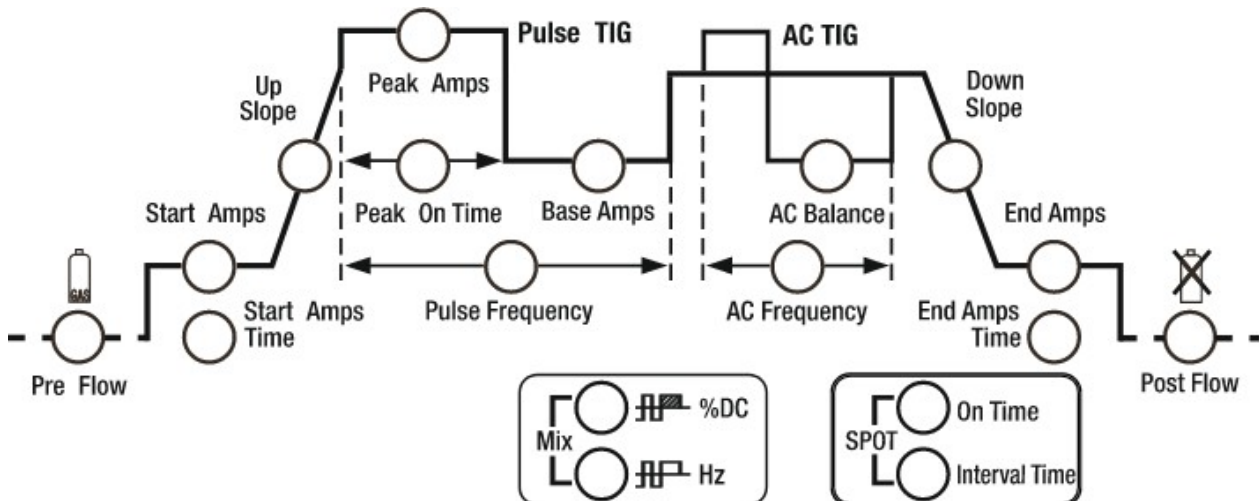 Pulse TIG
AC TIG
Peak Amps
Up
Slope
Down
Slope
Start Amps
Peak On Time
Base Amps
AC Balance
End Amps
GAS
Start Amps
Time
Pulse Frequency
AC Frequency
End Amps
Time
Pre Flow
Post Flow
Mix
%DC
Hz
SPOT
On Time
Interval Time